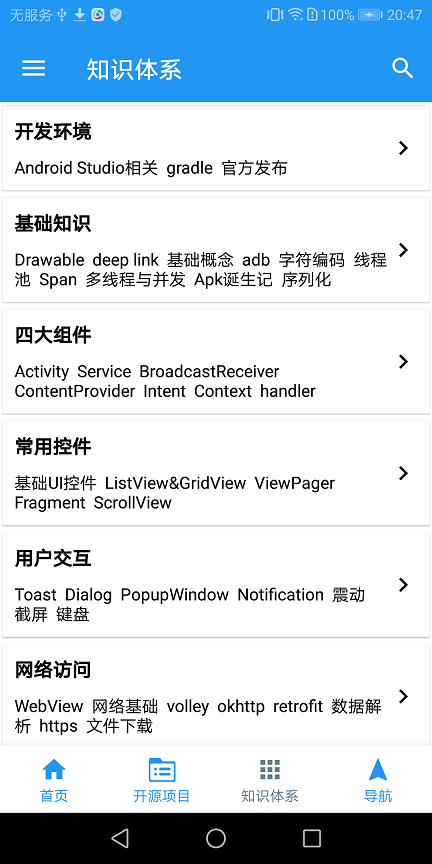 无服务 100% 20:47
知识体系
开发环境
Android Studio相关 gradle 官方发布
基础知识
Drawable deep link 基础概念 adb 字符编码 线程
池 Span 多线程与并发 Apk诞生记 序列化
四大组件
Activity Service BroadcastReceiver
ContentProvider Intent Context handler
常用控件
基础UI控件 ListView&GridView ViewPager
Fragment ScrollView
用户交互
Toast Dialog PopupWindow Notification 震动
截屏 键盘
网络访问
WebView 网络基础 volley okhttp retrofit 数据解
析 https 文件下载
首页 开源项目 知识体系 导航